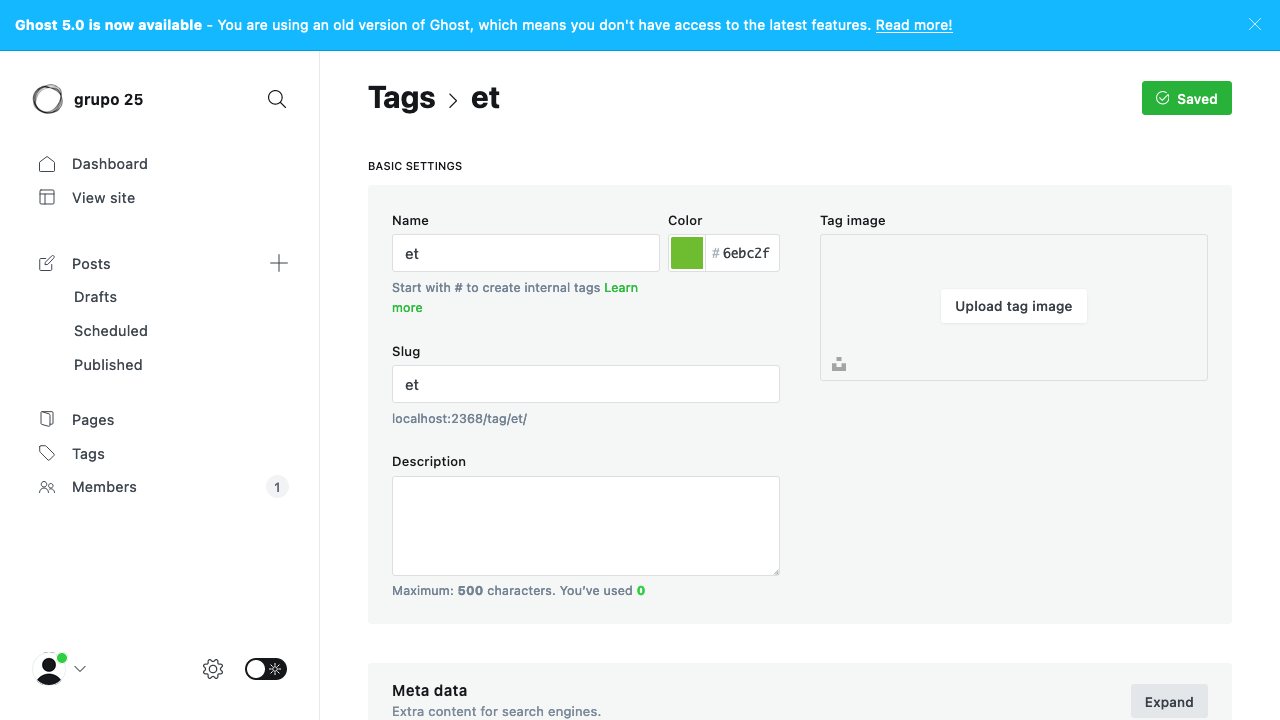 Ghost 5.0 is now available - You are using an old version of Ghost, which means you don't have access to the latest features. Read more!
grupo 25
Dashboard
View site
Posts
Drafts
Scheduled
Published
Pages
Tags
Members 1
Tags > et
Saved
BASIC SETTINGS
Name
et
Start with # to create internal tags Learn
more
Color
# 6ebc2f
Slug
et
localhost:2368/tag/et/
Description
Maximum: 500 characters. You've used 0
Tag image
Upload tag image
Meta data
Extra content for search engines.
Expand